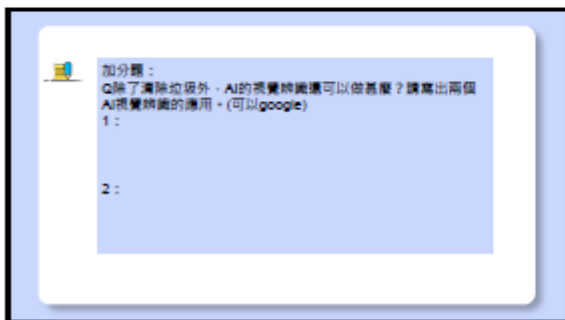 加分題：
Q除了清除垃圾外，AI的視覺辨識還可以做甚麼？請寫出兩個
AI視覺辨識的應用。(可以google)
1：
2：